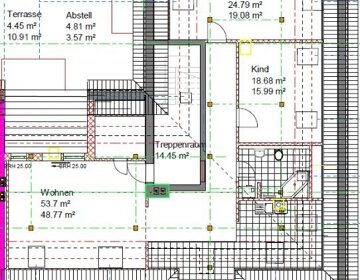 Terrasse
4.45 m²
10.91 m²
Abstell
4.81 m²
3.57 m²
24.79 m²
19.08 m²
Kind
18.68 m²
15.99 m²
Treppenraum
14.45 m²
RH 25.00
BRH 25.00
Wohnen
53.7 m²
48.77 m²